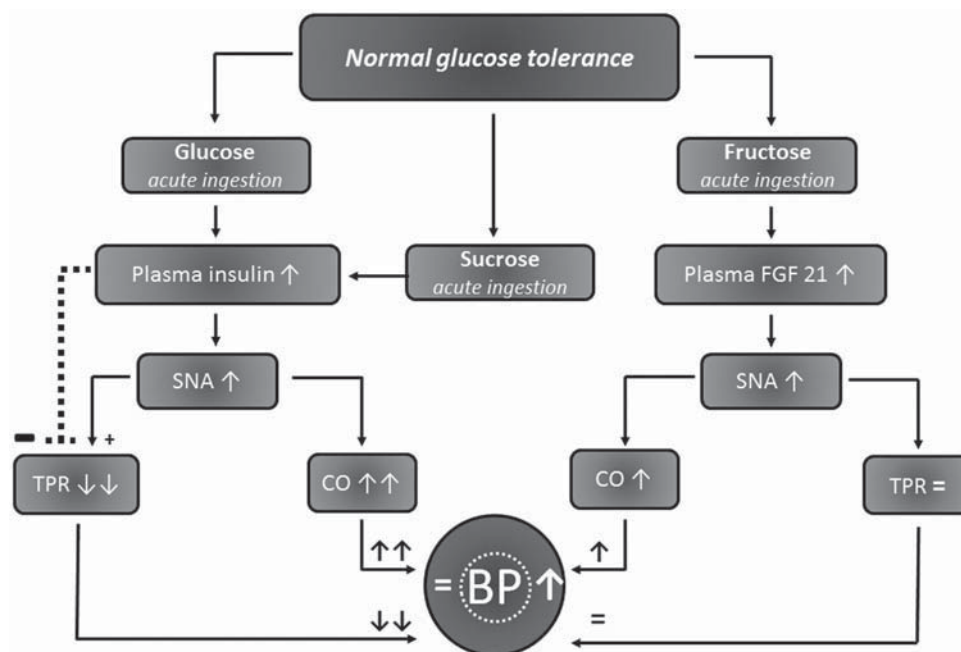 Normal glucose tolerance
Glucose
acute ingestion
Fructose
acute ingestion
Plasma insulin ↑
Sucrose
acute ingestion
Plasma FGF 21 ↑
SNA ↑
SNA ↑
- +
TPR ↓↓
CO ↑↑
CO ↑
TPR =
↑↑
↑
= BP ↑
↓↓
=